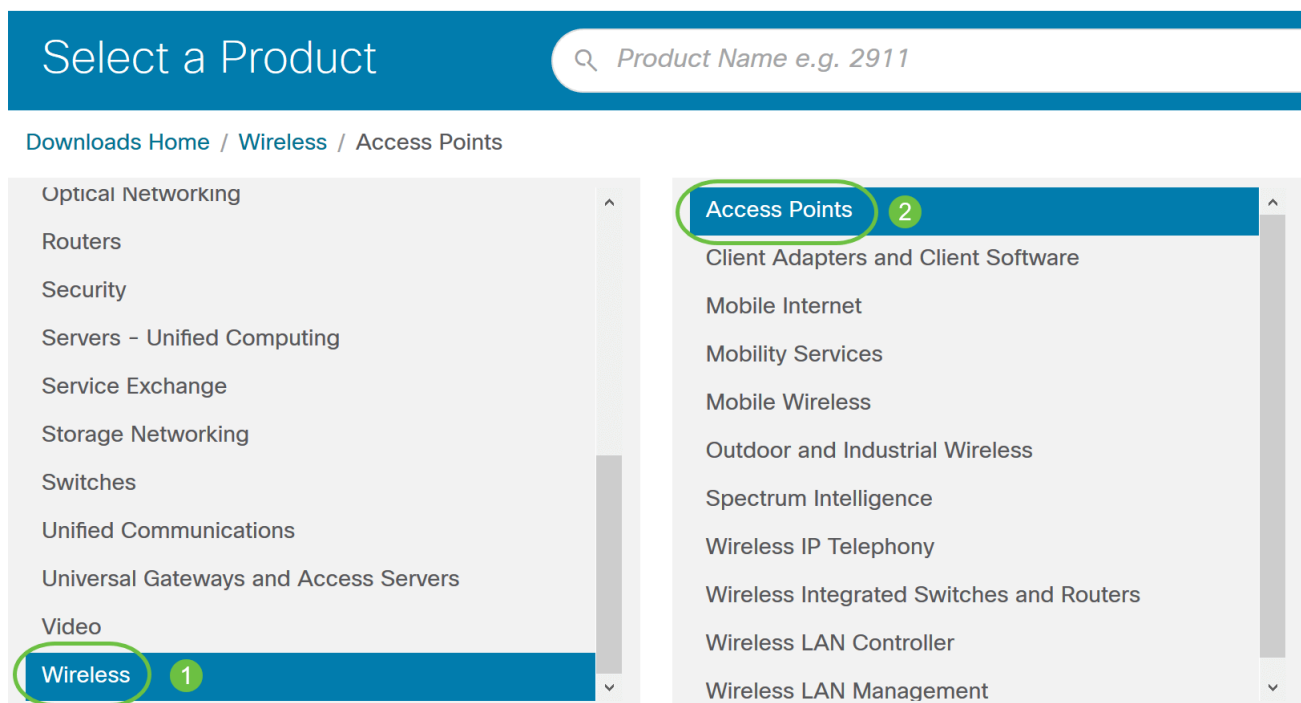 Select a Product
Product Name e.g. 2911
Downloads Home / Wireless / Access Points
Optical Networking
Routers
Security
Servers - Unified Computing
Service Exchange
Storage Networking
Switches
Unified Communications
Universal Gateways and Access Servers
Video
Wireless 1
Access Points 2
Client Adapters and Client Software
Mobile Internet
Mobility Services
Mobile Wireless
Outdoor and Industrial Wireless
Spectrum Intelligence
Wireless IP Telephony
Wireless Integrated Switches and Routers
Wireless LAN Controller
Wireless LAN Management